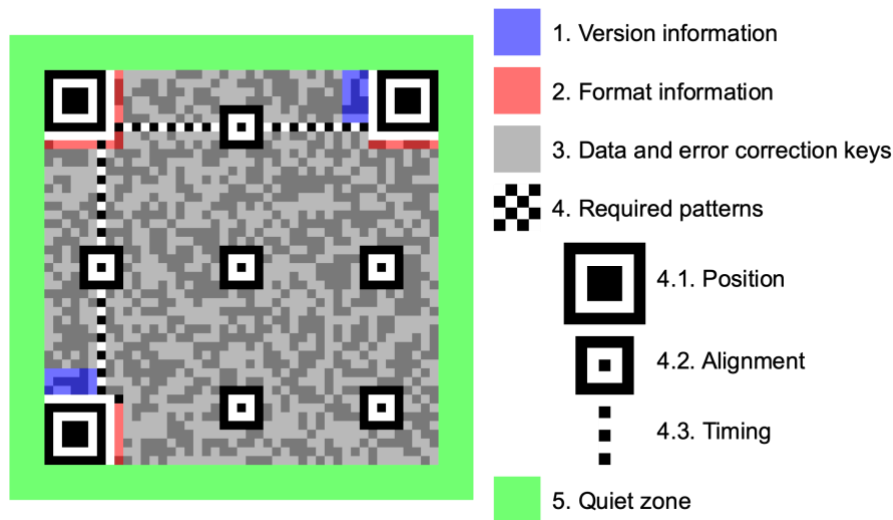 1. Version information
2. Format information
3. Data and error correction keys
4. Required patterns
4.1. Position
4.2. Alignment
4.3. Timing
5. Quiet zone